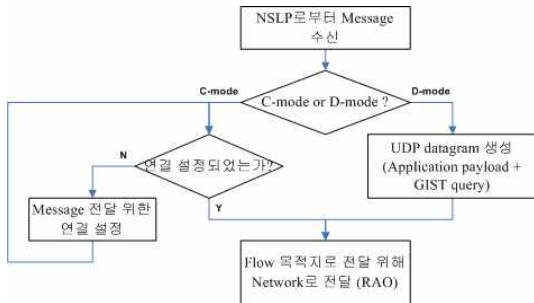 NSLP로부터 Message
수신
C-mode
D-mode
C-mode or D-mode ?
UDP datagram 생성
(Application payload +
GIST query)
N
연결 설정되었는가?
Message 전달 위한
연결 설정
Y
Flow 목적지로 전달 위해
Network로 전달 (RAO)